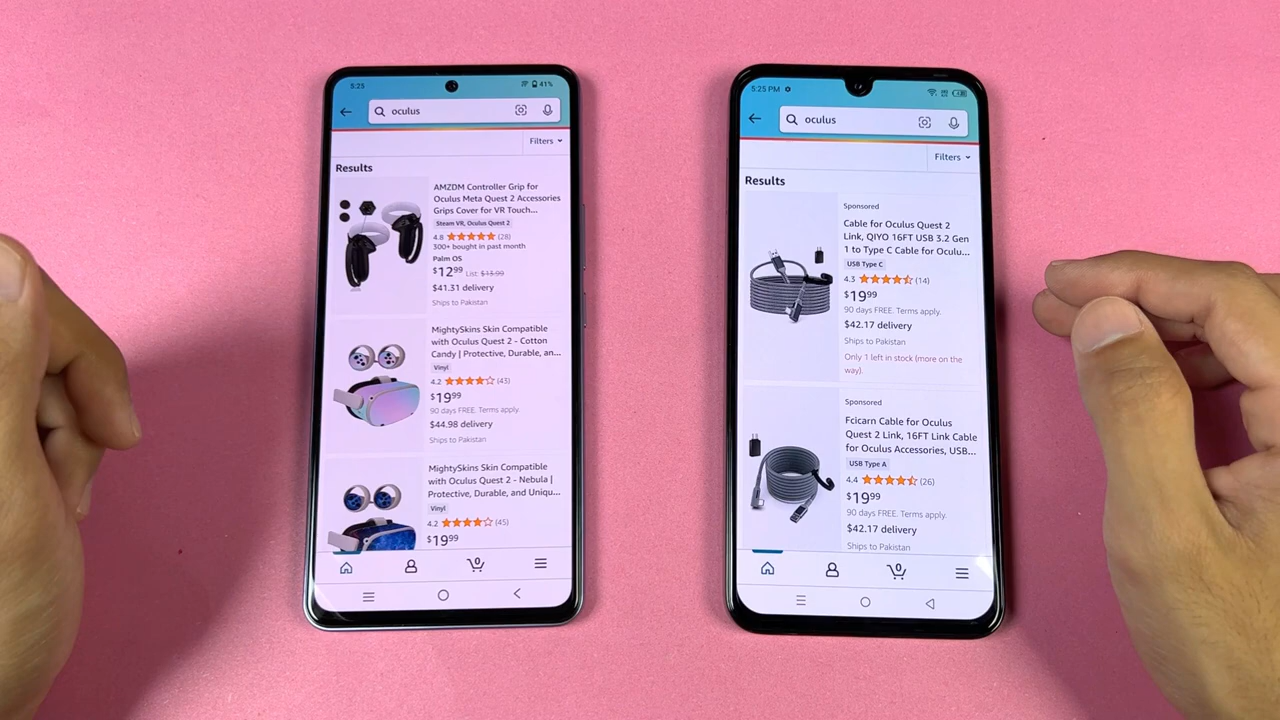 5:25
41%
oculus
Filters
Results
AMZDM Controller Grip for
Oculus Meta Quest 2 Accessories
Grips Cover for VR Touch...
Steam VR, Oculus Quest 2
4.8 (28)
300+ bought in past month
Palm OS
$12.99 List: $13.99
$41.31 delivery
Ships to Pakistan
MightySkins Skin Compatible
with Oculus Quest 2 - Cotton
Candy | Protective, Durable, an...
Vinyl
4.2 (43)
$19.99
90 days FREE. Terms apply.
$44.98 delivery
Ships to Pakistan
MightySkins Skin Compatible
with Oculus Quest 2 - Nebula |
Protective, Durable, and Uniqu...
Vinyl
4.2 (45)
$19.99
0
5:25 PM
oculus
Filters
Results
Sponsored
Cable for Oculus Quest 2
Link, QIYO 16FT USB 3.2 Gen
1 to Type C Cable for Oculu...
USB Type C
4.3 (14)
$19.99
90 days FREE. Terms apply.
$42.17 delivery
Ships to Pakistan
Only 1 left in stock (more on the
way).
Sponsored
Fcicarn Cable for Oculus
Quest 2 Link, 16FT Link Cable
for Oculus Accessories, USB...
USB Type A
4.4 (26)
$19.99
90 days FREE. Terms apply.
$42.17 delivery
Ships to Pakistan
0